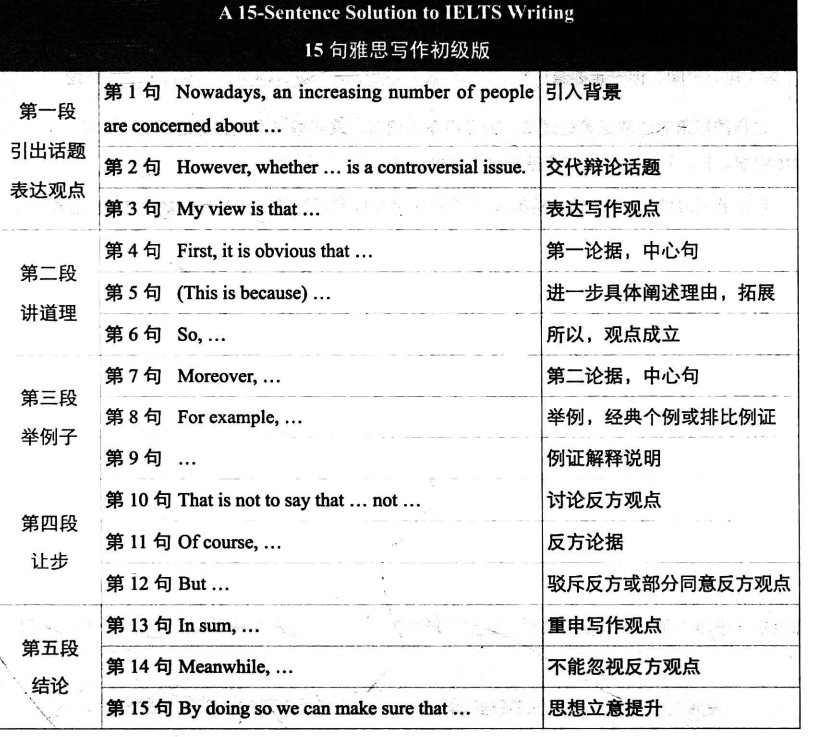 A 15-Sentence Solution to IELTS Writing
15 句雅思写作初级版
第一段
引出话题
表达观点
第 1 句 Nowadays, an increasing number of people
are concerned about …
引入背景
第 2 句 However, whether … is a controversial issue.
交代辩论话题
第 3 句 My view is that …
表达写作观点
第二段
讲道理
第 4 句 First, it is obvious that …
第一论据，中心句
第 5 句 (This is because) …
进一步具体阐述理由，拓展
第 6 句 So, …
所以，观点成立
第三段
举例子
第 7 句 Moreover, …
第二论据，中心句
第 8 句 For example, …
举例，经典个例或排比例证
第 9 句 …
例证解释说明
第四段
让步
第 10 句 That is not to say that … not …
讨论反方观点
第 11 句 Of course, …
反方论据
第 12 句 But …
驳斥反方或部分同意反方观点
第五段
结论
第 13 句 In sum, …
重申写作观点
第 14 句 Meanwhile, …
不能忽视反方观点
第 15 句 By doing so we can make sure that …
思想立意提升